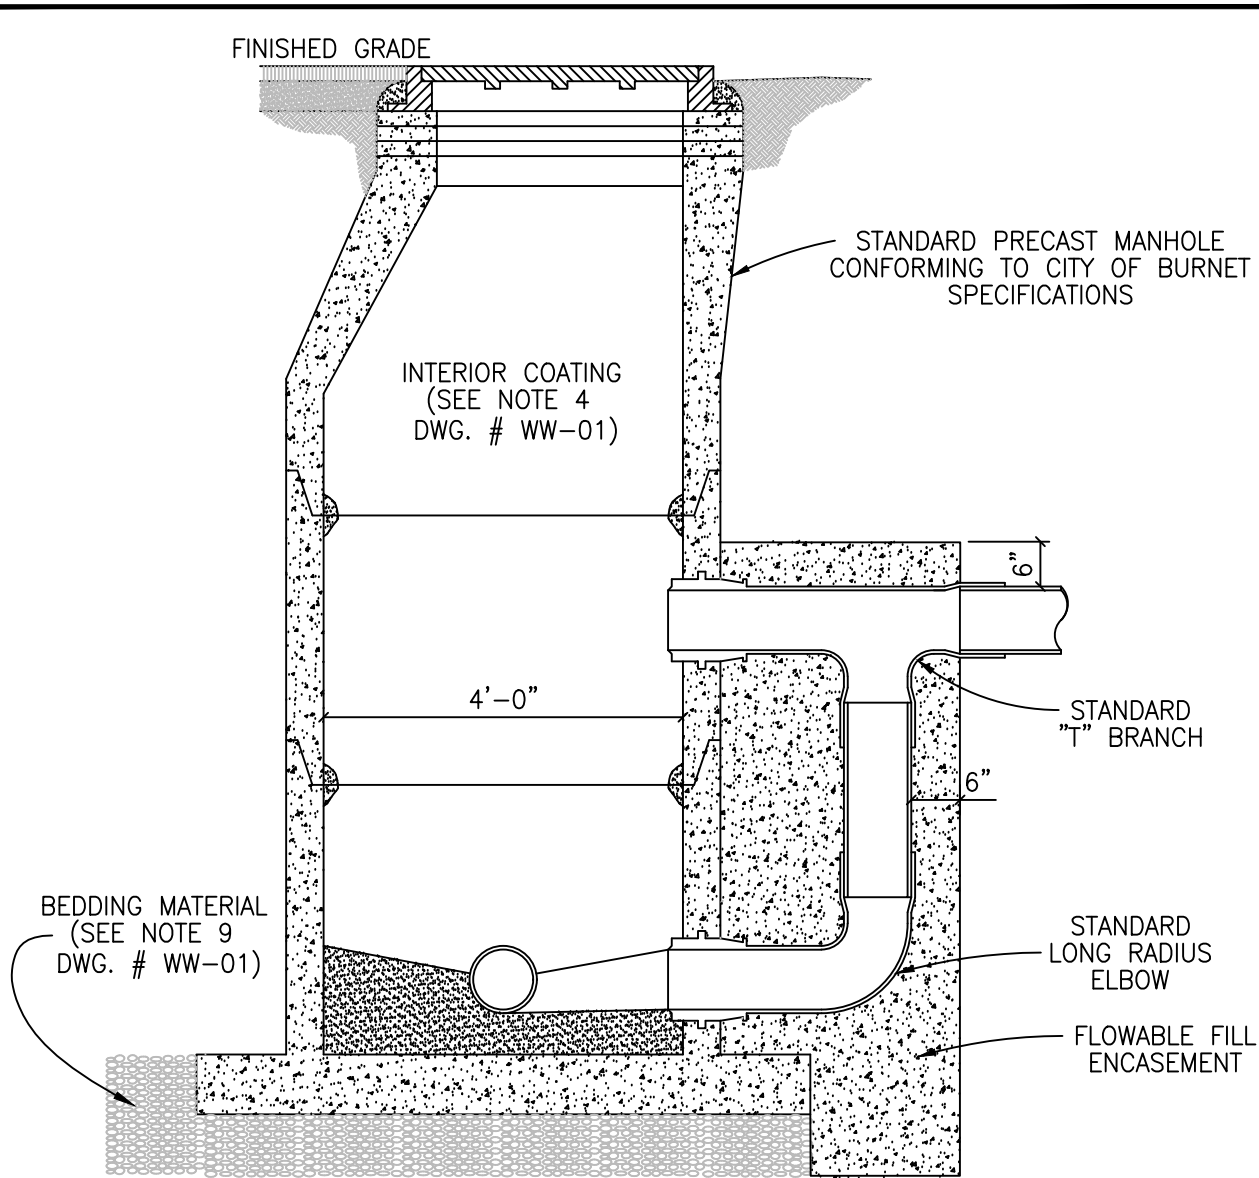 FINISHED GRADE
STANDARD PRECAST MANHOLE
CONFORMING TO CITY OF BURNET
SPECIFICATIONS
INTERIOR COATING
(SEE NOTE 4
DWG. # WW-01)
6"
4'-0"
STANDARD
"T" BRANCH
6"
BEDDING MATERIAL
(SEE NOTE 9
DWG. # WW-01)
STANDARD
LONG RADIUS
ELBOW
FLOWABLE FILL
ENCASEMENT